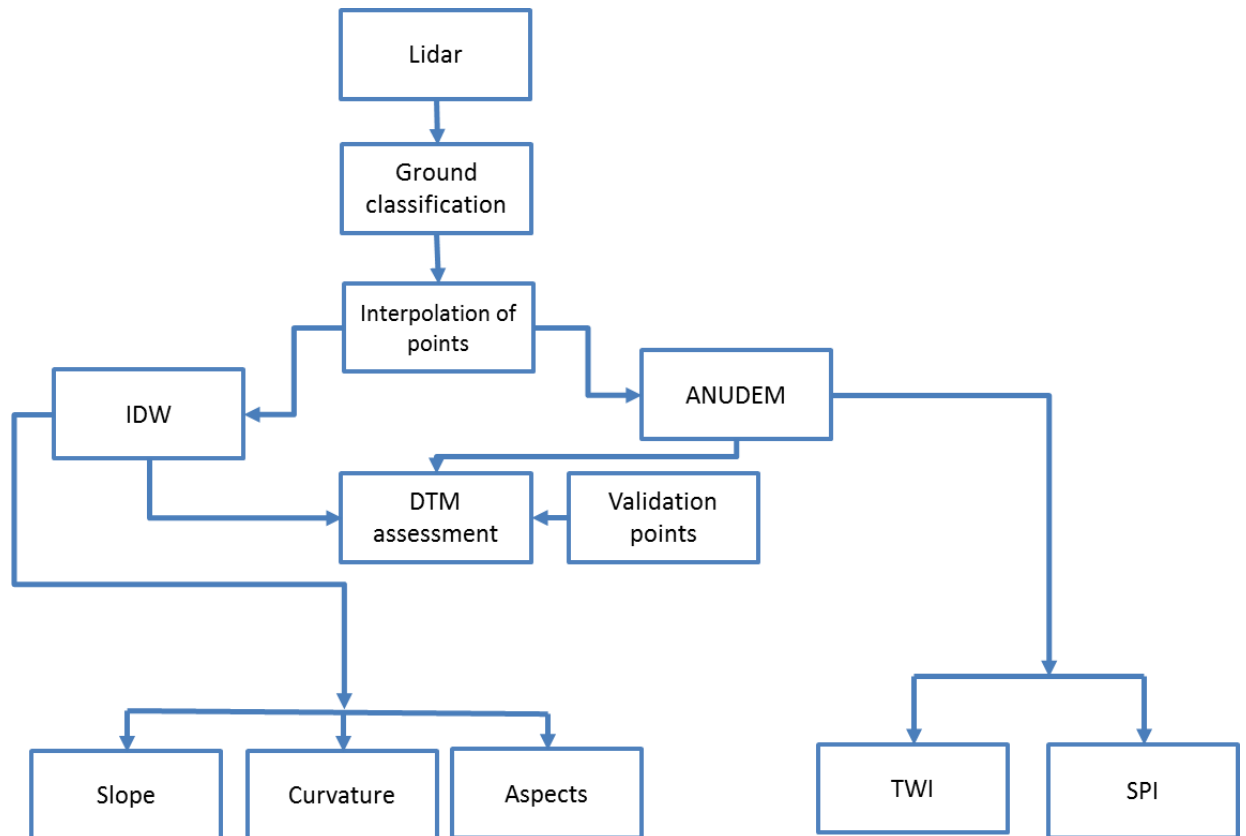 Lidar
Ground
classification
Interpolation of
points
IDW
ANUDEM
DTM
assessment
Validation
points
Slope
Curvature
Aspects
TWI
SPI